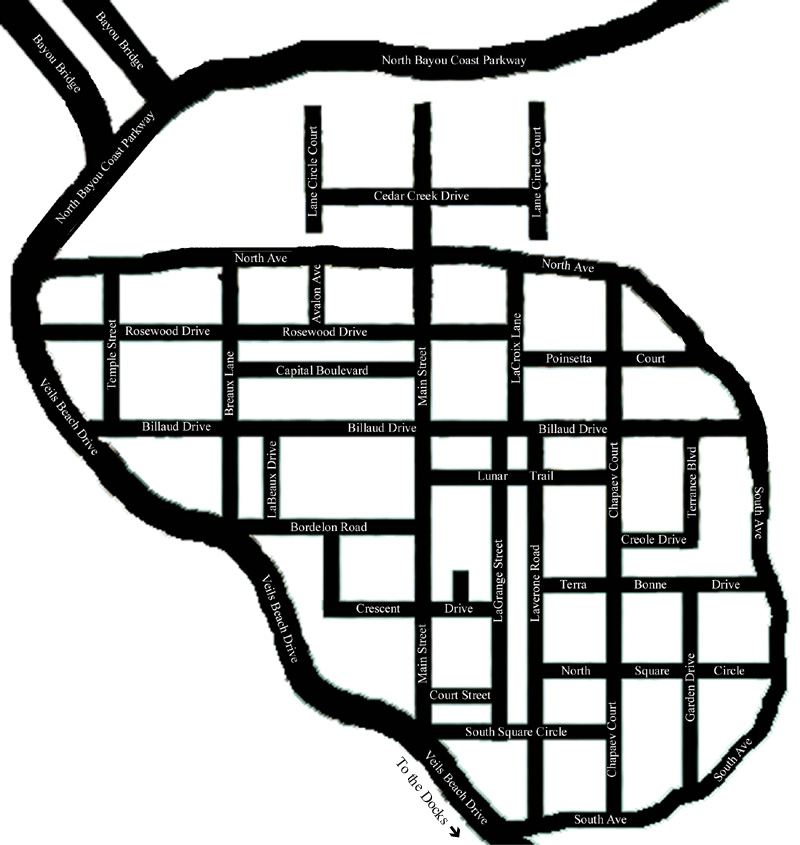 Bayou Bridge
Bayou Bridge
North Bayou Coast Parkway
North Bayou Coast Parkway
Lane Circle Court
Lane Circle Court
Cedar Creek Drive
North Ave
North Ave
Avalon Ave
Temple Street
Rosewood Drive
Rosewood Drive
Breaux Lane
Capital Boulevard
Main Street
LaCroix Lane
Poinsetta Court
Veils Beach Drive
Billaud Drive
Billaud Drive
Billaud Drive
LaBeaux Drive
Lunar Trail
Chapaev Court
Terrance Blvd
South Ave
Bordelon Road
Creole Drive
LaGrange Street
Laverone Road
Terra Bonne Drive
Veils Beach Drive
Crescent Drive
Main Street
North Square Circle
Garden Drive
Court Street
South Square Circle
Chapaev Court
South Ave
Veils Beach Drive
To the Docks
South Ave